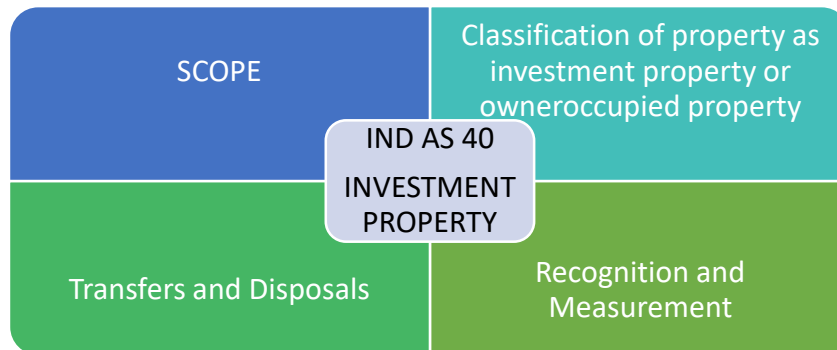 SCOPE
Classification of property as
investment property or
owneroccupied property
IND AS 40
INVESTMENT
PROPERTY
Transfers and Disposals
Recognition and
Measurement